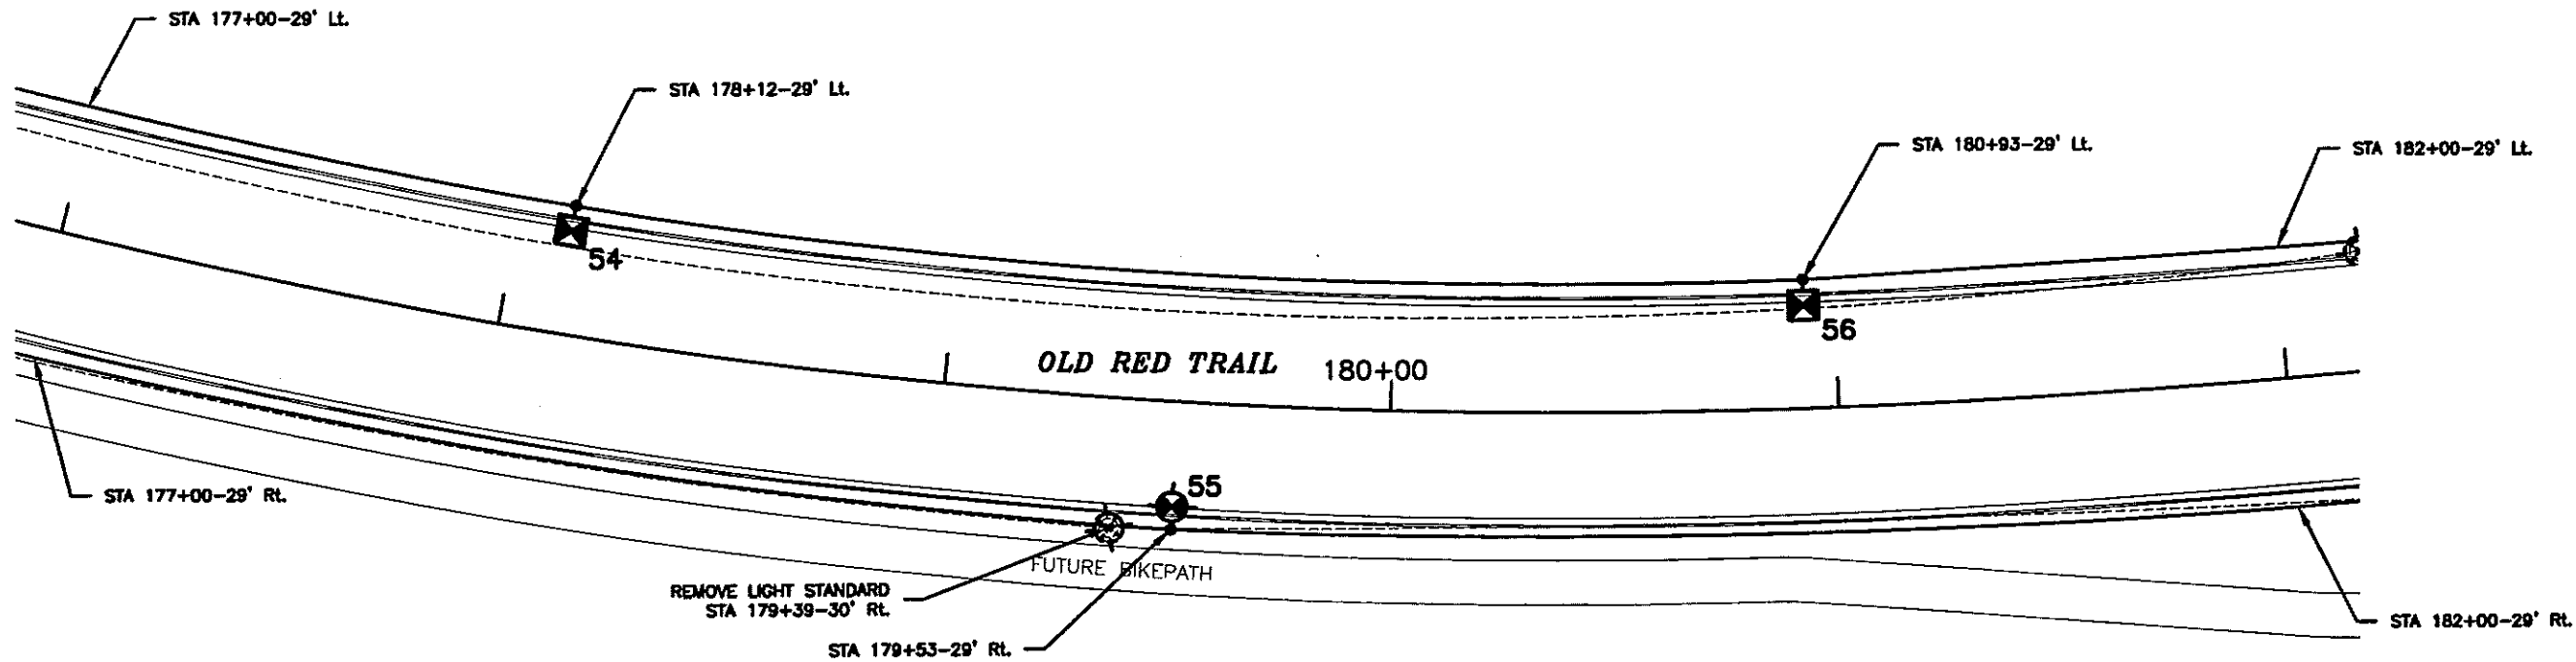 STA 177+00-29' Lt.
STA 178+12-29' Lt.
STA 180+93-29' Lt.
STA 182+00-29' Lt.
54
56
OLD RED TRAIL
180+00
55
STA 177+00-29' Rt.
FUTURE BIKEPATH
REMOVE LIGHT STANDARD
STA 179+39-30' Rt.
STA 179+53-29' Rt.
STA 182+00-29' Rt.